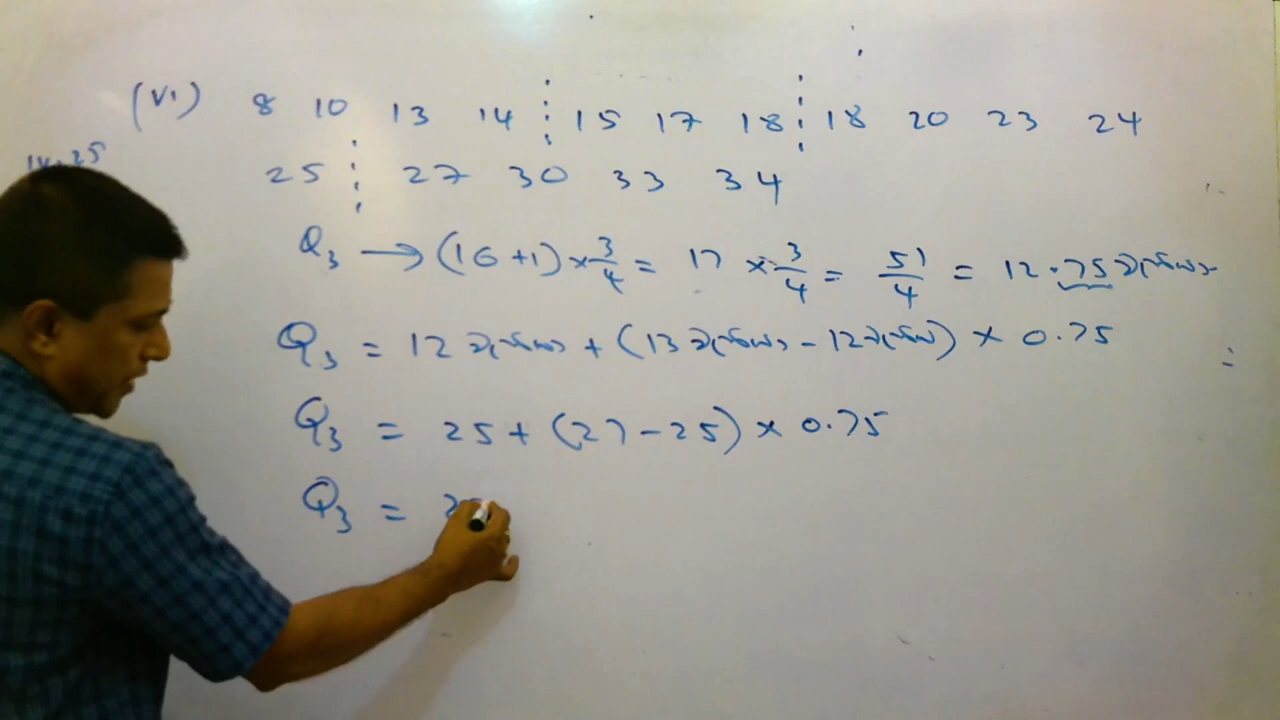 (VI) 8 10 13 14 ⋮ 15 17 18 ⋮ 18 20 23 24
25 ⋮ 27 30 33 34
Q₃ → (16 +1) × 3/4 = 17 × 3/4 = 51/4 = 12.75
Q₃ = 12 + (13 - 12) × 0.75
Q₃ = 25 + (27 - 25) × 0.75
Q₃ =